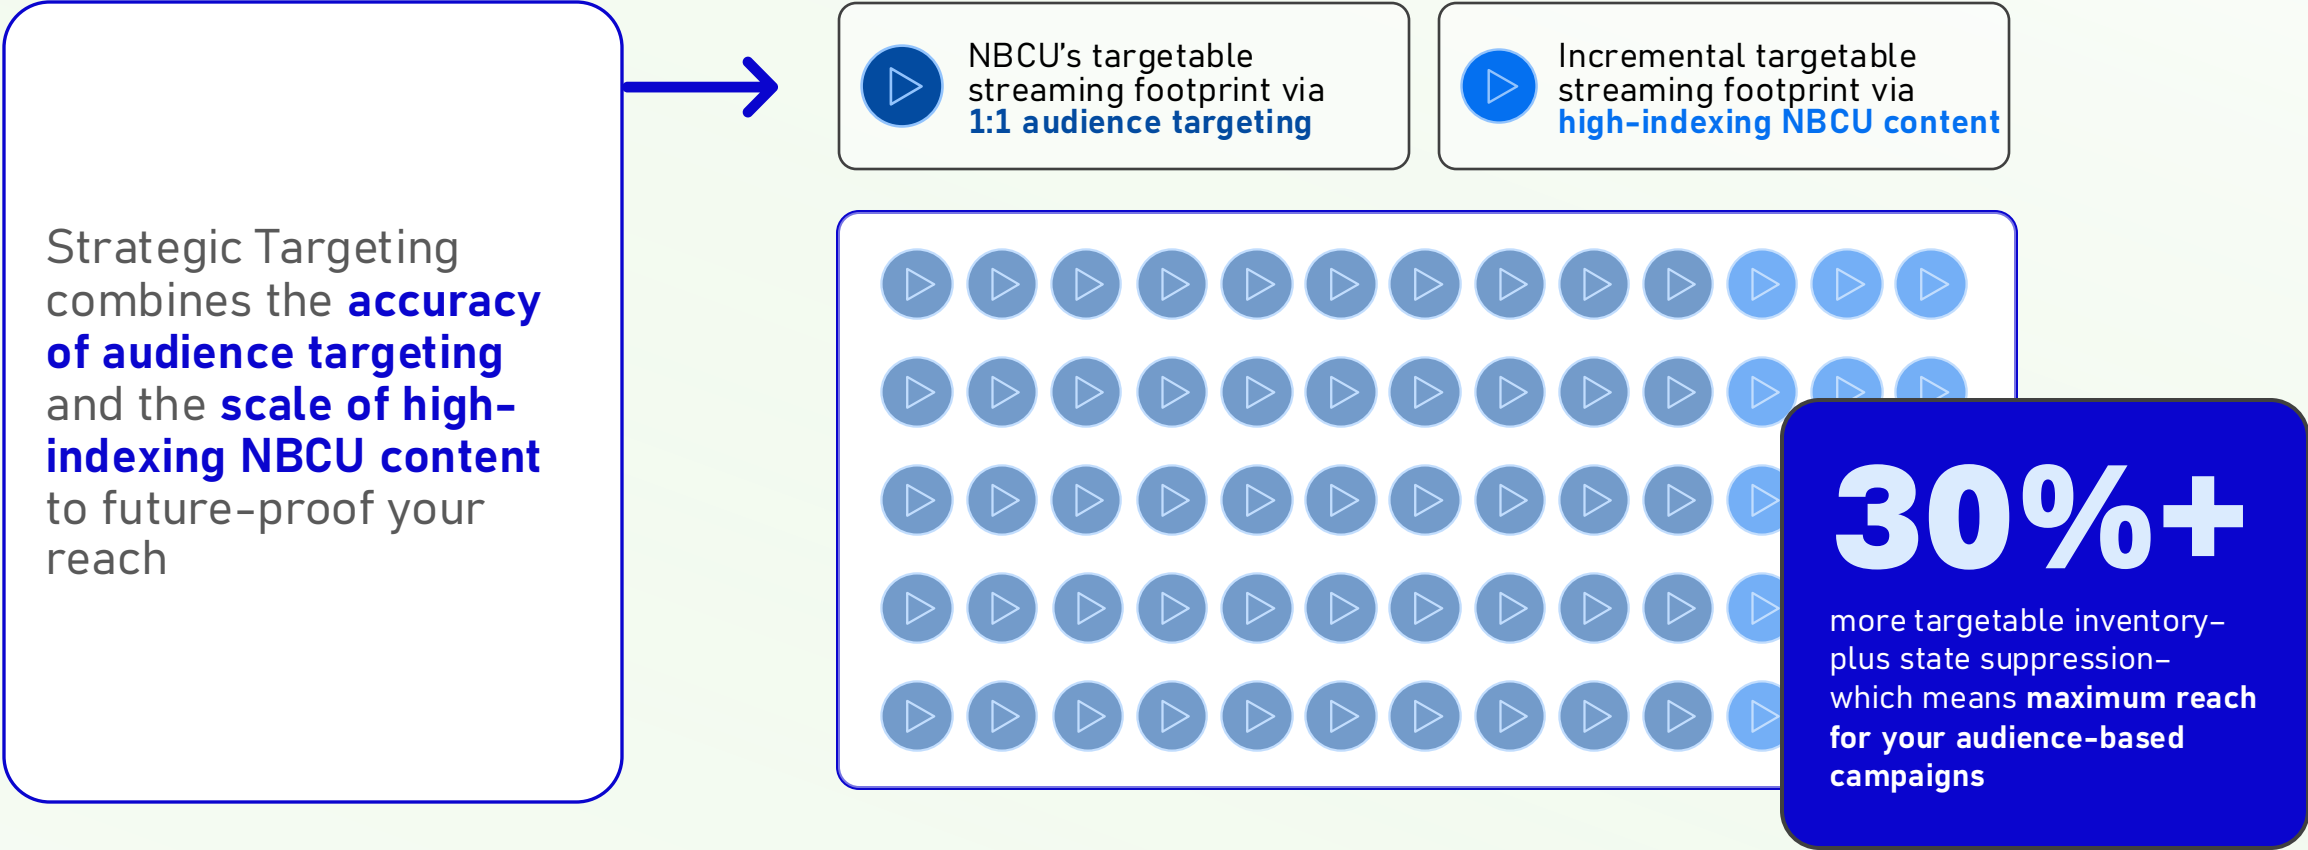 Strategic Targeting
combines the accuracy
of audience targeting
and the scale of high-
indexing NBCU content
to future-proof your
reach
NBCU's targetable
streaming footprint via
1:1 audience targeting
Incremental targetable
streaming footprint via
high-indexing NBCU content
30%+
more targetable inventory–
plus state suppression–
which means maximum reach
for your audience-based
campaigns